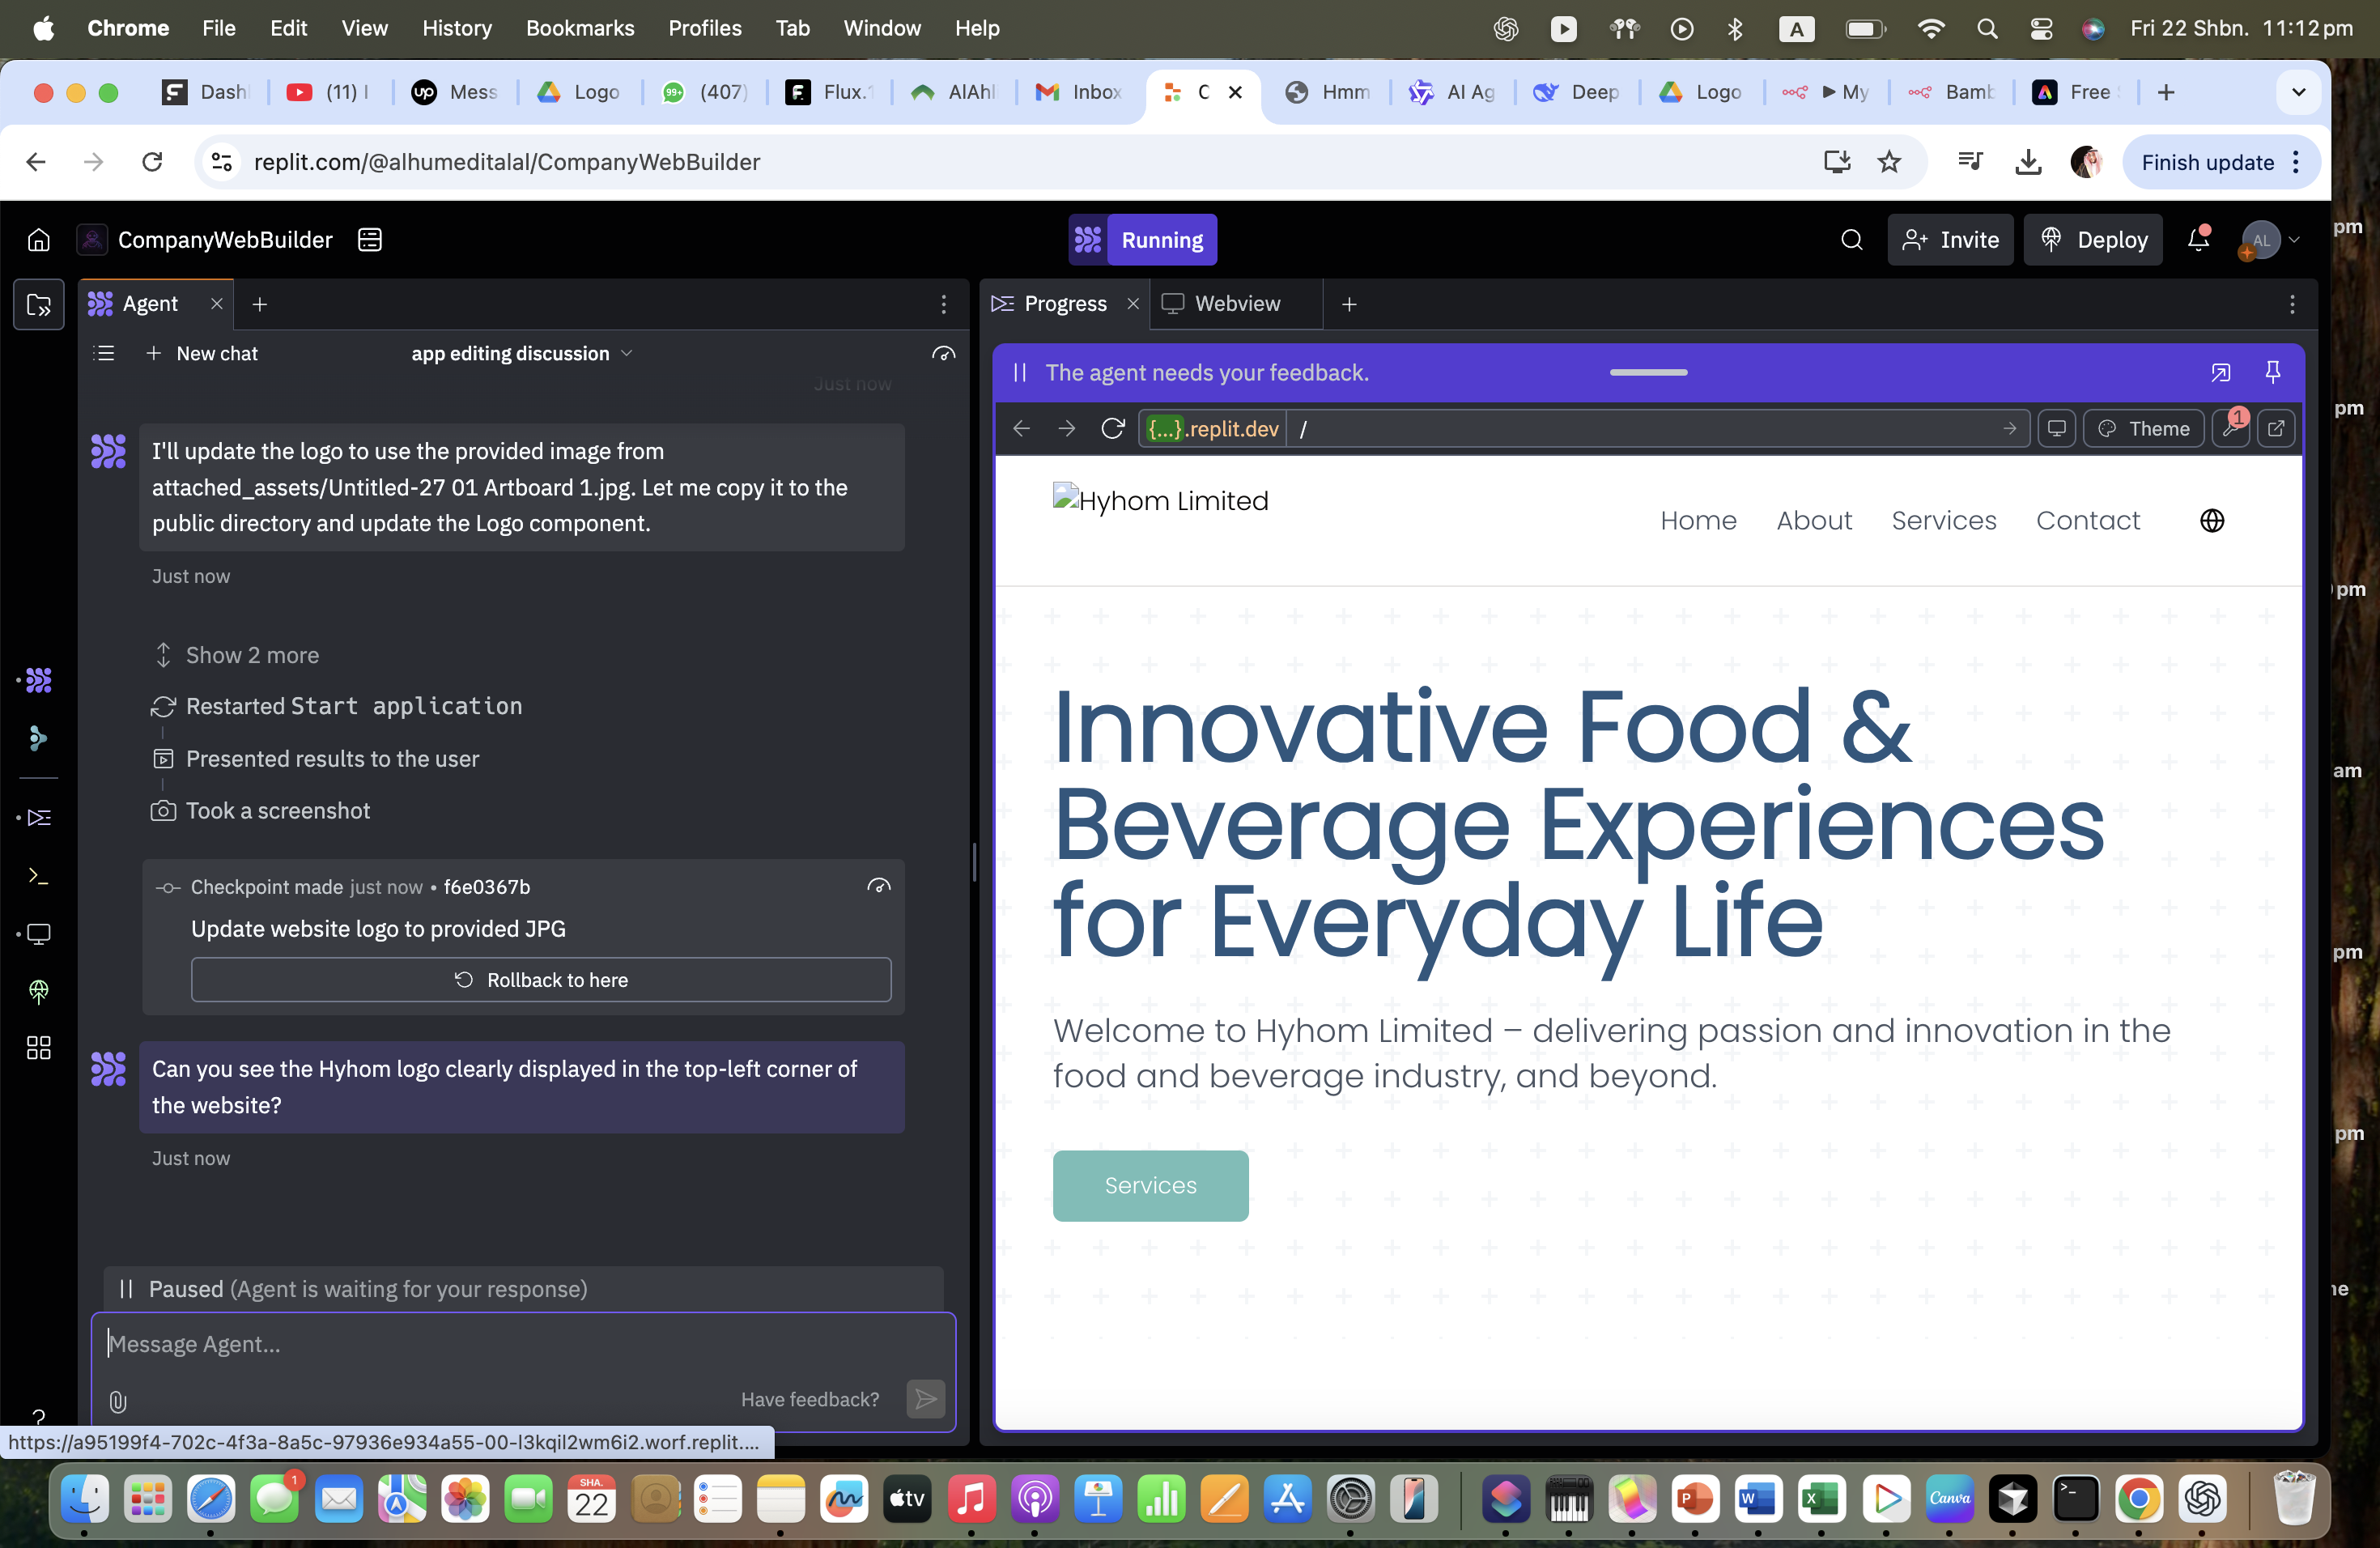 Chrome File Edit View History Bookmarks Profiles Tab Window Help A Fri 22 Shbn. 11:12 pm
Dash (11) I up Mess Logo 99+ (407) Flux.1 AlAhli Inbox C Hmm AI Ag Deep Logo ► My Bamb Free
replit.com/@alhumeditalal/CompanyWebBuilder Finish update
CompanyWebBuilder Running Invite Deploy AL
Agent
New chat app editing discussion
Just now
I'll update the logo to use the provided image from
attached_assets/Untitled-27 01 Artboard 1.jpg. Let me copy it to the
public directory and update the Logo component.
Just now
Show 2 more
Restarted Start application
Presented results to the user
Took a screenshot
Checkpoint made just now • f6e0367b
Update website logo to provided JPG
Rollback to here
Can you see the Hyhom logo clearly displayed in the top-left corner of
the website?
Just now
Paused (Agent is waiting for your response)
Message Agent...
Have feedback?
https://a95199f4-702c-4f3a-8a5c-97936e934a55-00-l3kqil2wm6i2.worf.replit....
Progress Webview
The agent needs your feedback.
{...}.replit.dev / Theme 1
Hyhom Limited
Home About Services Contact
Innovative Food &
Beverage Experiences
for Everyday Life
Welcome to Hyhom Limited – delivering passion and innovation in the
food and beverage industry, and beyond.
Services
pm
pm
pm
am
pm
pm
ne
1
SHA.
22
tv
P
W
X
Canva
>_